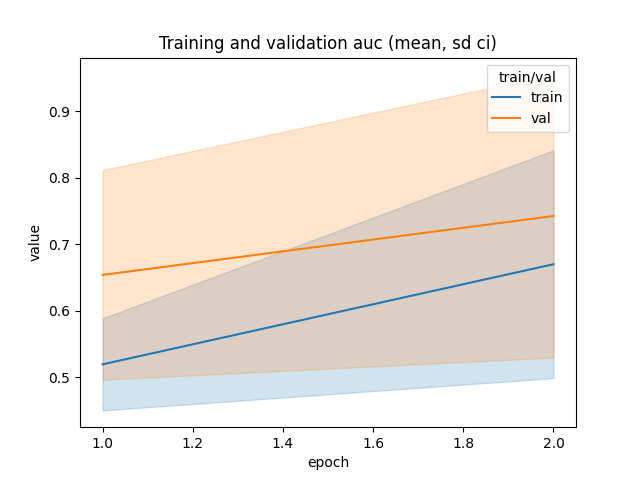 Training and validation auc (mean, sd ci)
train/val
train
val
0.9
0.8
0.7
0.6
0.5
value
1.0
1.2
1.4
1.6
1.8
2.0
epoch